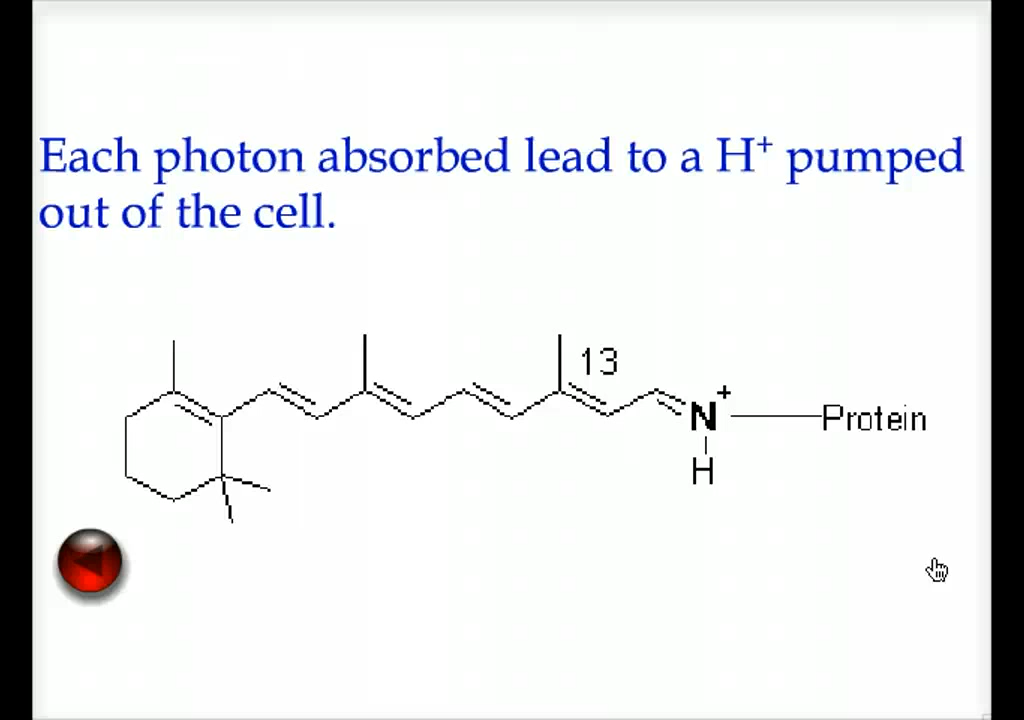 Each photon absorbed lead to a H⁺ pumped
out of the cell.
13
N⁺ Protein
H